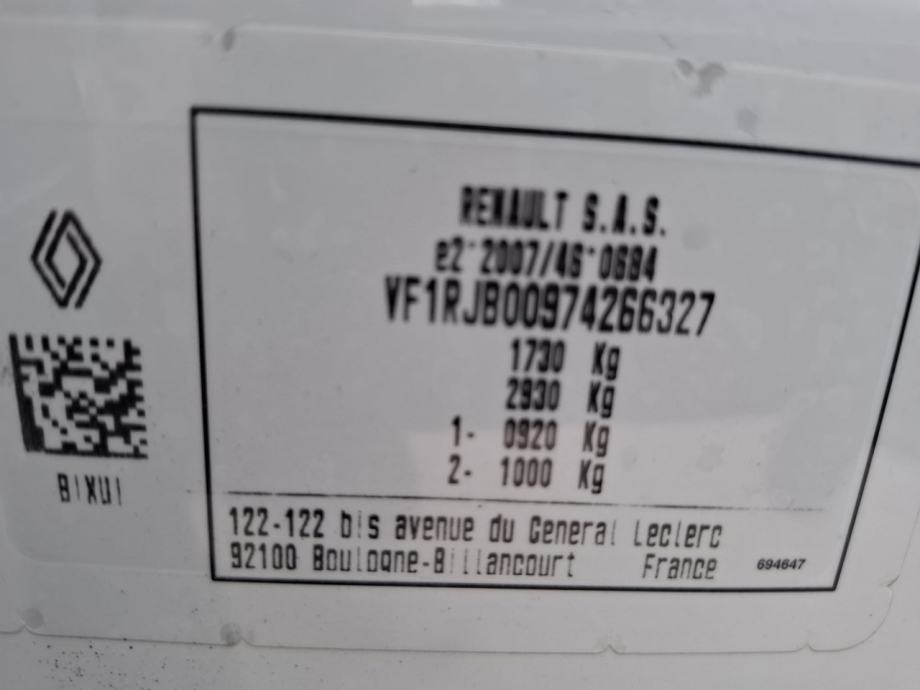 RENAULT S.A.S.
e2*2007/46*0684
VF1RJB00974266327
1730 Kg
2930 Kg
1- 0920 Kg
2- 1000 Kg
BIXUI
122-122 bis avenue du General Leclerc
92100 Boulogne-Billancourt France 694647